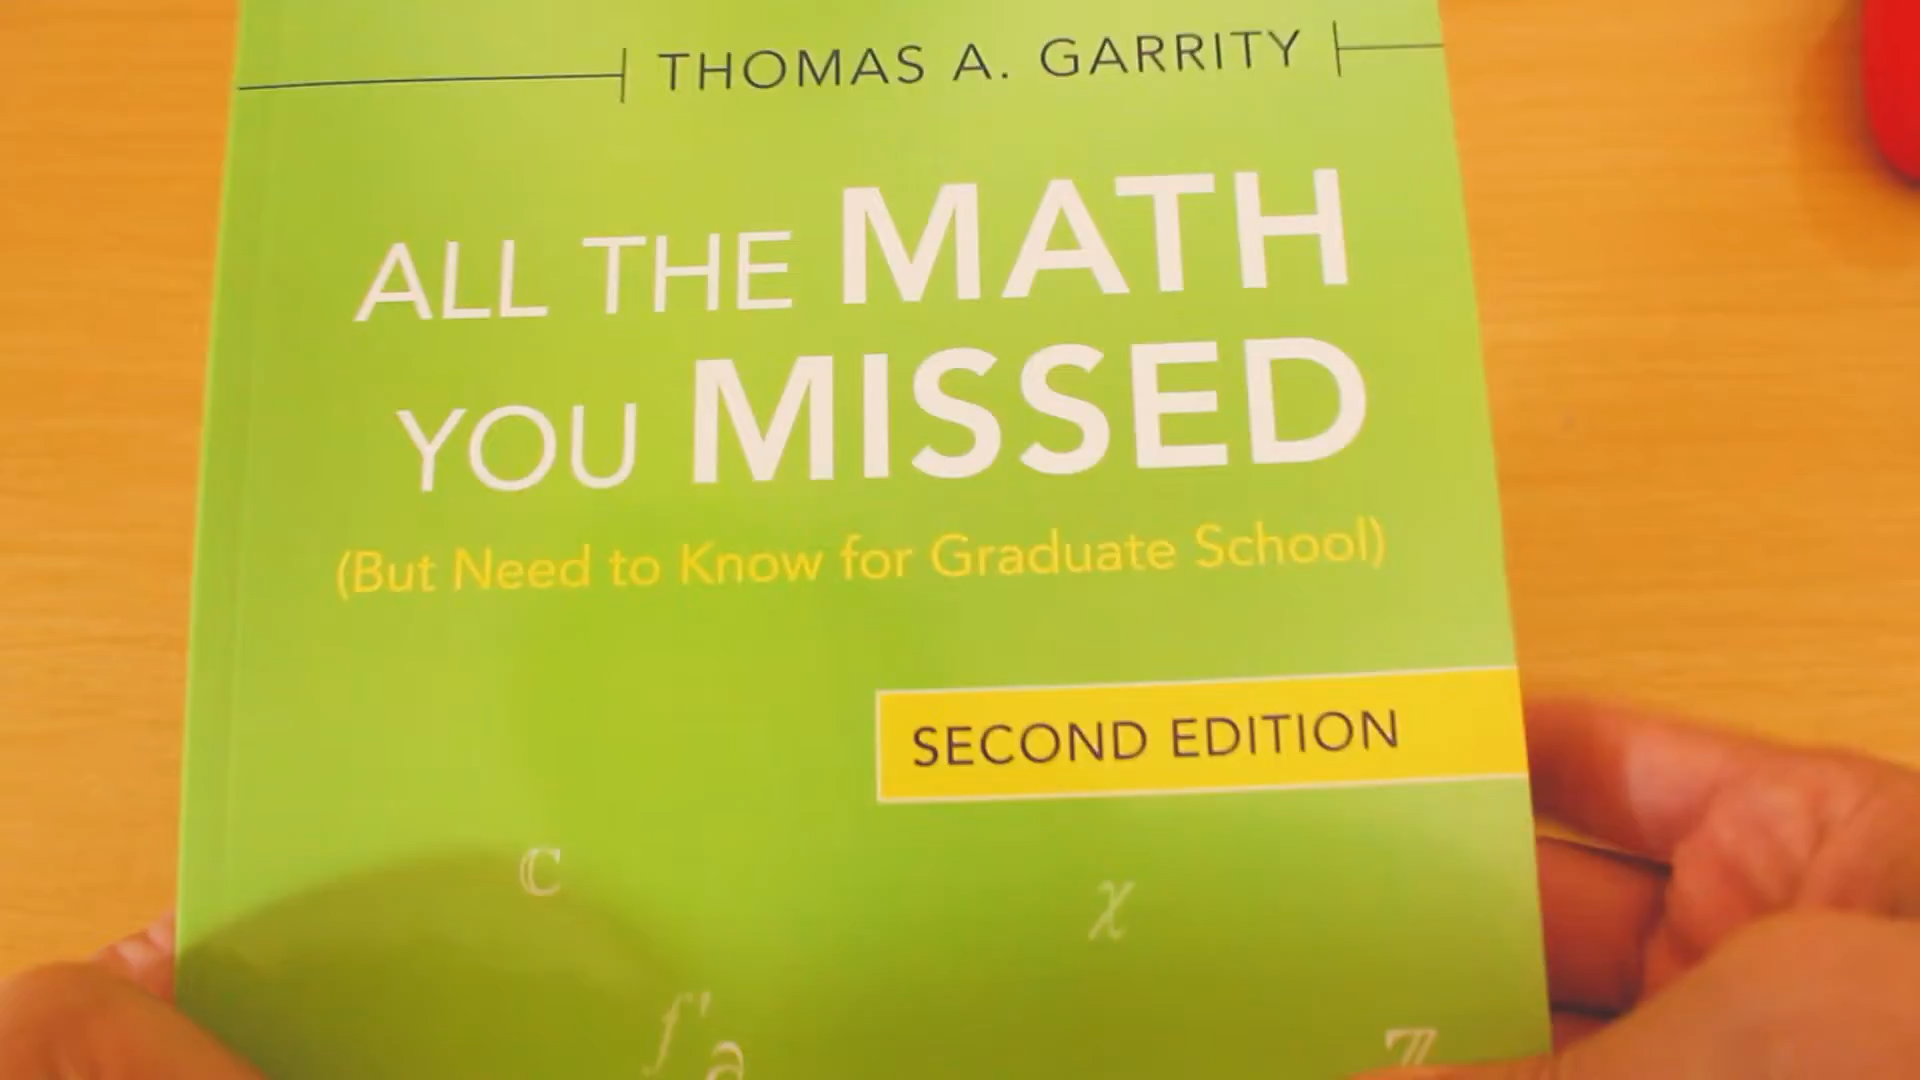 THOMAS A. GARRITY
ALL THE MATH
YOU MISSED
(But Need to Know for Graduate School)
SECOND EDITION
ℂ
χ
f'
∂
ℤ